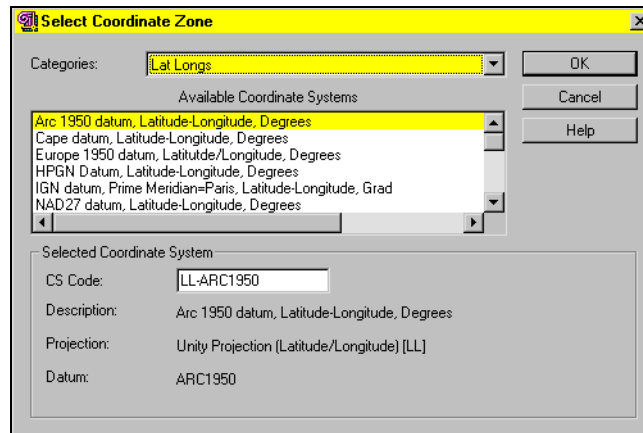 Select Coordinate Zone
Categories: Lat Longs OK
Available Coordinate Systems Cancel
Help
Arc 1950 datum, Latitude-Longitude, Degrees
Cape datum, Latitude-Longitude, Degrees
Europe 1950 datum, Latitutde/Longitude, Degrees
HPGN Datum, Latitude-Longitude, Degrees
IGN datum, Prime Meridian=Paris, Latitude-Longitude, Grad
NAD27 datum, Latitude-Longitude, Degrees
Selected Coordinate System
CS Code: LL-ARC1950
Description: Arc 1950 datum, Latitude-Longitude, Degrees
Projection: Unity Projection (Latitude/Longitude) [LL]
Datum: ARC1950